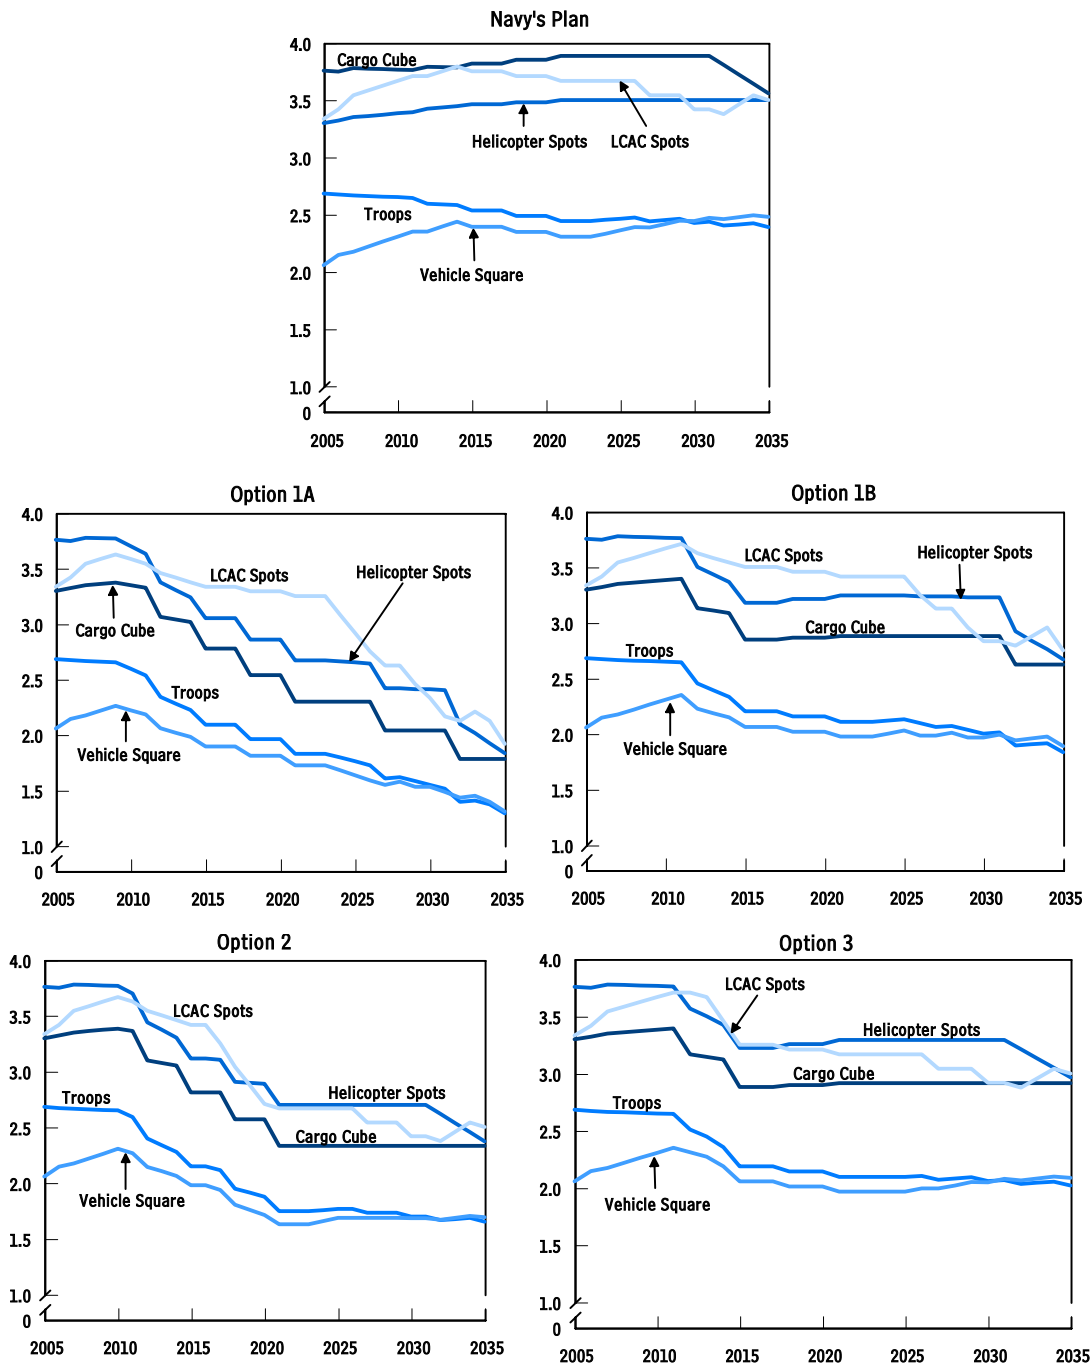 Navy's Plan
4.0
Cargo Cube
3.5
Helicopter Spots
LCAC Spots
3.0
2.5
Troops
2.0
Vehicle Square
1.5
1.0
0
2005 2010 2015 2020 2025 2030 2035
Option 1A
4.0
3.5
LCAC Spots
Helicopter Spots
Cargo Cube
3.0
2.5
Troops
2.0
Vehicle Square
1.5
1.0
0
2005 2010 2015 2020 2025 2030 2035
Option 1B
4.0
LCAC Spots
Helicopter Spots
3.5
3.0
Cargo Cube
Troops
2.5
2.0
Vehicle Square
1.5
1.0
0
2005 2010 2015 2020 2025 2030 2035
Option 2
4.0
LCAC Spots
3.5
3.0
Troops
Helicopter Spots
2.5
Cargo Cube
2.0
Vehicle Square
1.5
1.0
0
2005 2010 2015 2020 2025 2030 2035
Option 3
4.0
LCAC Spots
3.5
Helicopter Spots
3.0
Cargo Cube
Troops
2.5
2.0
Vehicle Square
1.5
1.0
0
2005 2010 2015 2020 2025 2030 2035